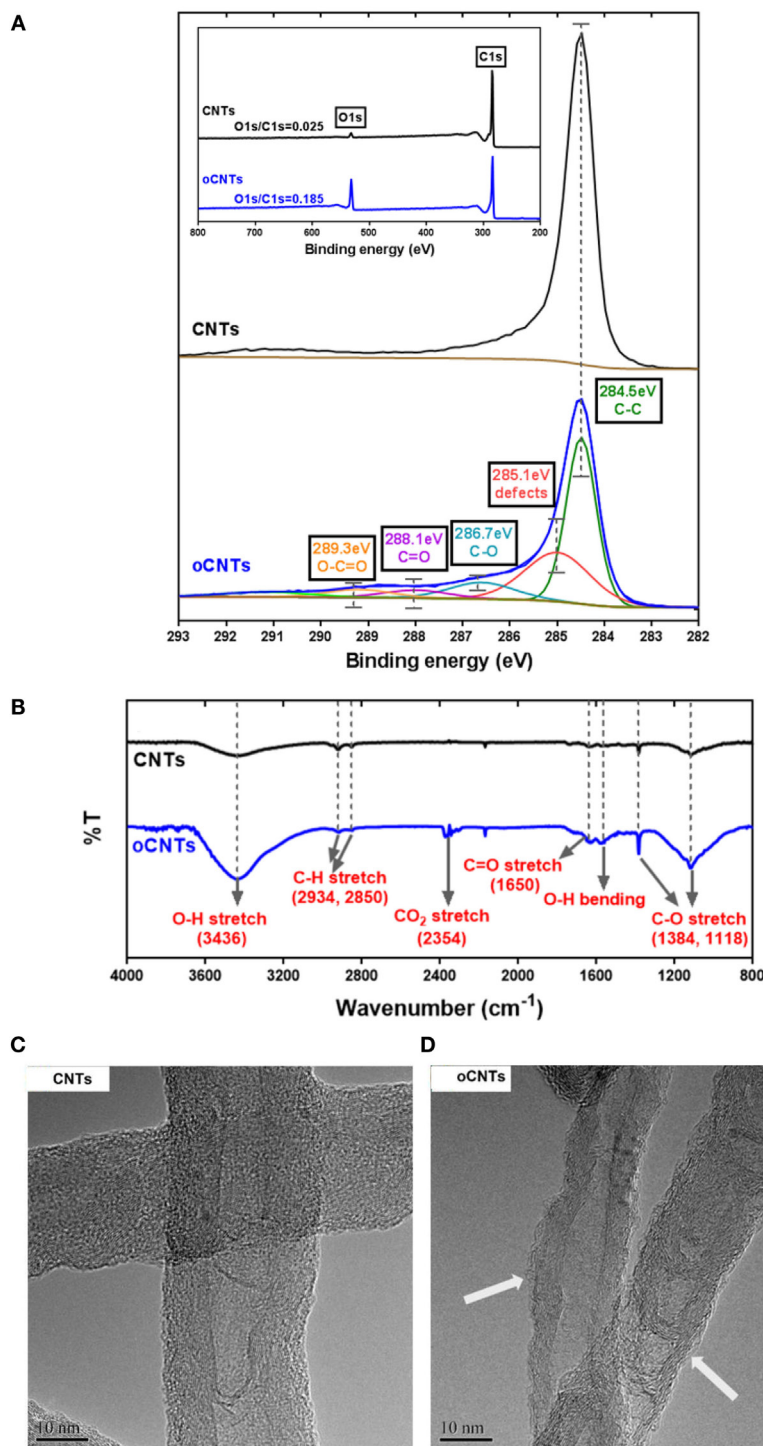 A
CNTs
O1s/C1s=0.025
O1s
C1s
oCNTs
O1s/C1s=0.185
800 700 600 500 400 300 200
Binding energy (eV)
CNTs
284.5eV
C-C
285.1eV
defects
286.7eV
C-O
288.1eV
C=O
289.3eV
O-C=O
oCNTs
293 292 291 290 289 288 287 286 285 284 283 282
Binding energy (eV)
B
%T
CNTs
oCNTs
O-H stretch
(3436)
C-H stretch
(2934, 2850)
CO₂ stretch
(2354)
C=O stretch
(1650)
O-H bending
C-O stretch
(1384, 1118)
4000 3600 3200 2800 2400 2000 1600 1200 800
Wavenumber (cm⁻¹)
C
CNTs
10 nm
D
oCNTs
10 nm